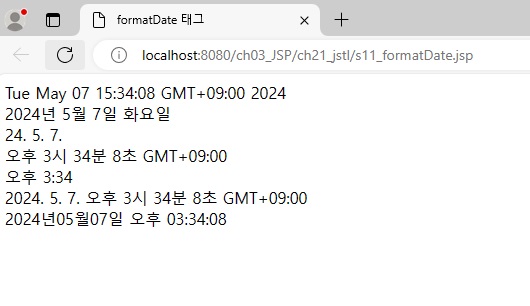 formatDate 태그
localhost:8080/ch03_JSP/ch21_jstl/s11_formatDate.jsp
Tue May 07 15:34:08 GMT+09:00 2024
2024년 5월 7일 화요일
24. 5. 7.
오후 3시 34분 8초 GMT+09:00
오후 3:34
2024. 5. 7. 오후 3시 34분 8초 GMT+09:00
2024년05월07일 오후 03:34:08